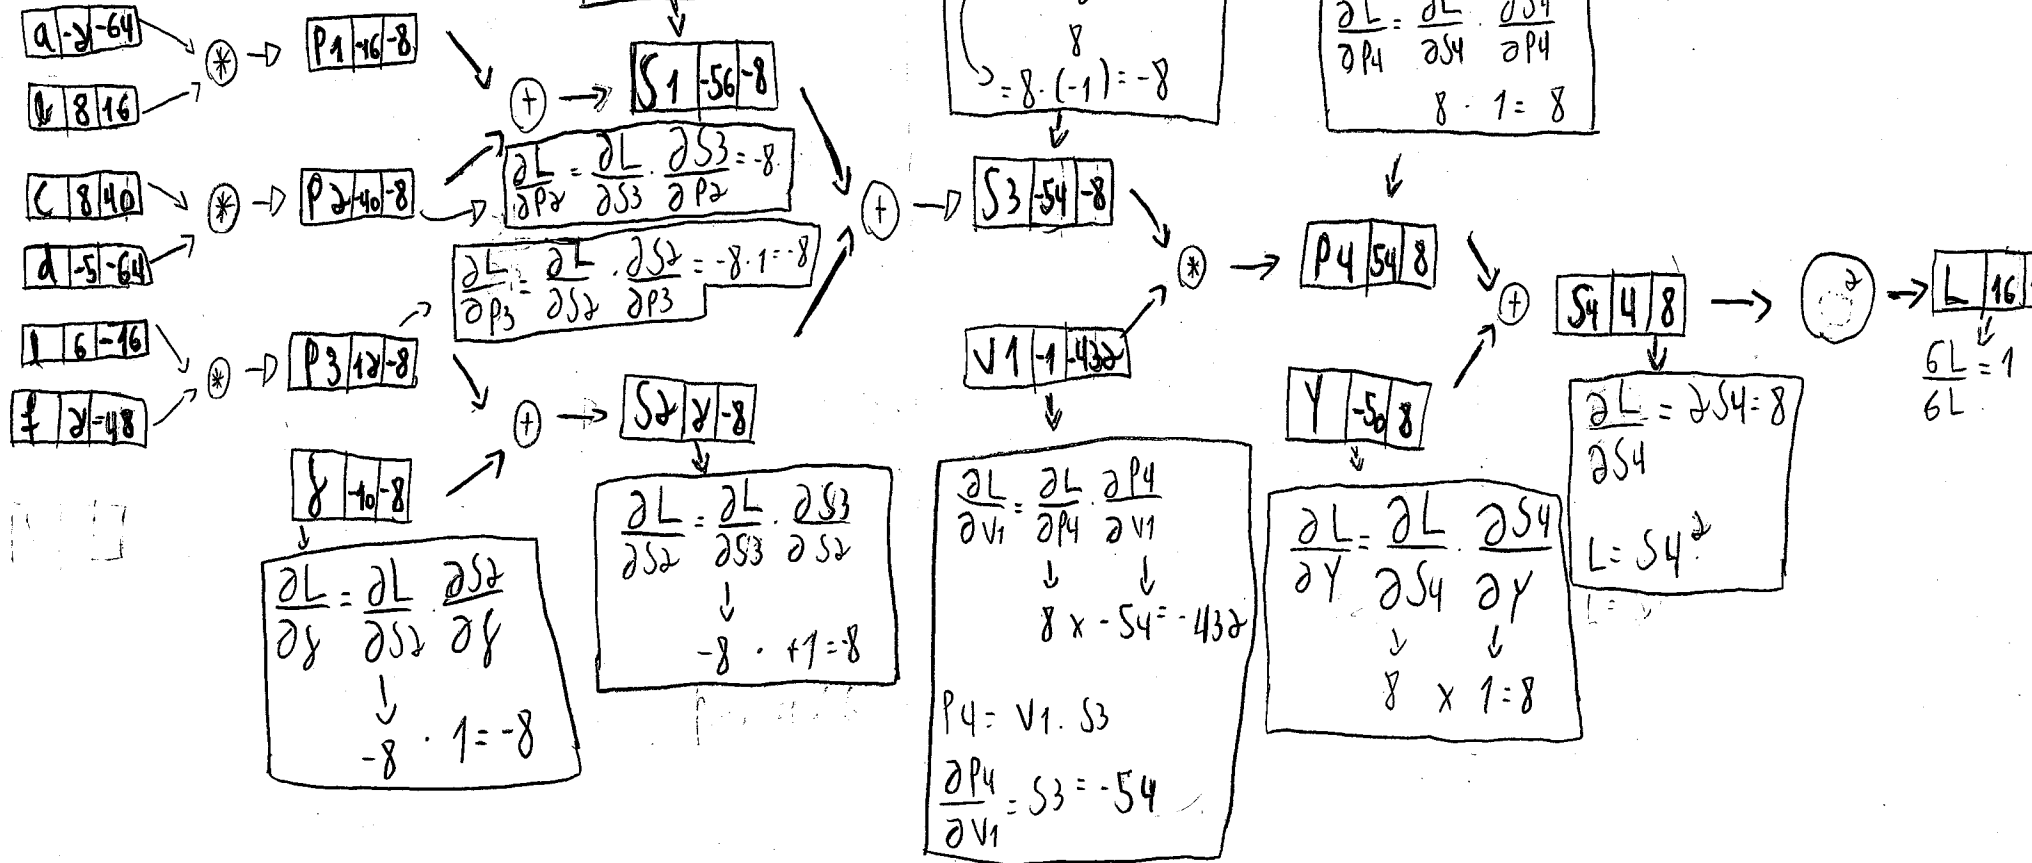 a -2 -64
b 8 16
c 8 40
d -5 -64
l 6 -16
f 2 -48
*
*
*
P1 -16 -8
P2 -40 -8
P3 12 -8
g -10 -8
∂L/∂g = ∂L/∂S2 · ∂S2/∂g
-8 · 1 = -8
+
S1 -56 -8
∂L/∂P2 = ∂L/∂S3 · ∂S3/∂P2 = -8
∂L/∂P3 = ∂L/∂S2 · ∂S2/∂P3 = -8 · 1 = -8
+
S2 2 -8
∂L/∂S2 = ∂L/∂S3 · ∂S3/∂S2
-8 · +1 = -8
+
8
= 8 · (-1) = -8
S3 -54 -8
*
V1 -1 -432
∂L/∂V1 = ∂L/∂P4 · ∂P4/∂V1
8 x -54 = -432
P4 = V1 . S3
∂P4/∂V1 = S3 = -54
∂L/∂P4 = ∂L/∂S4 · ∂S4/∂P4
8 · 1 = 8
P4 54 8
+
Y -50 8
∂L/∂Y = ∂L/∂S4 · ∂S4/∂Y
8 x 1 = 8
S4 4 8
∂L/∂S4 = 2S4 = 8
L = S4²
2
L 16
6L/6L = 1